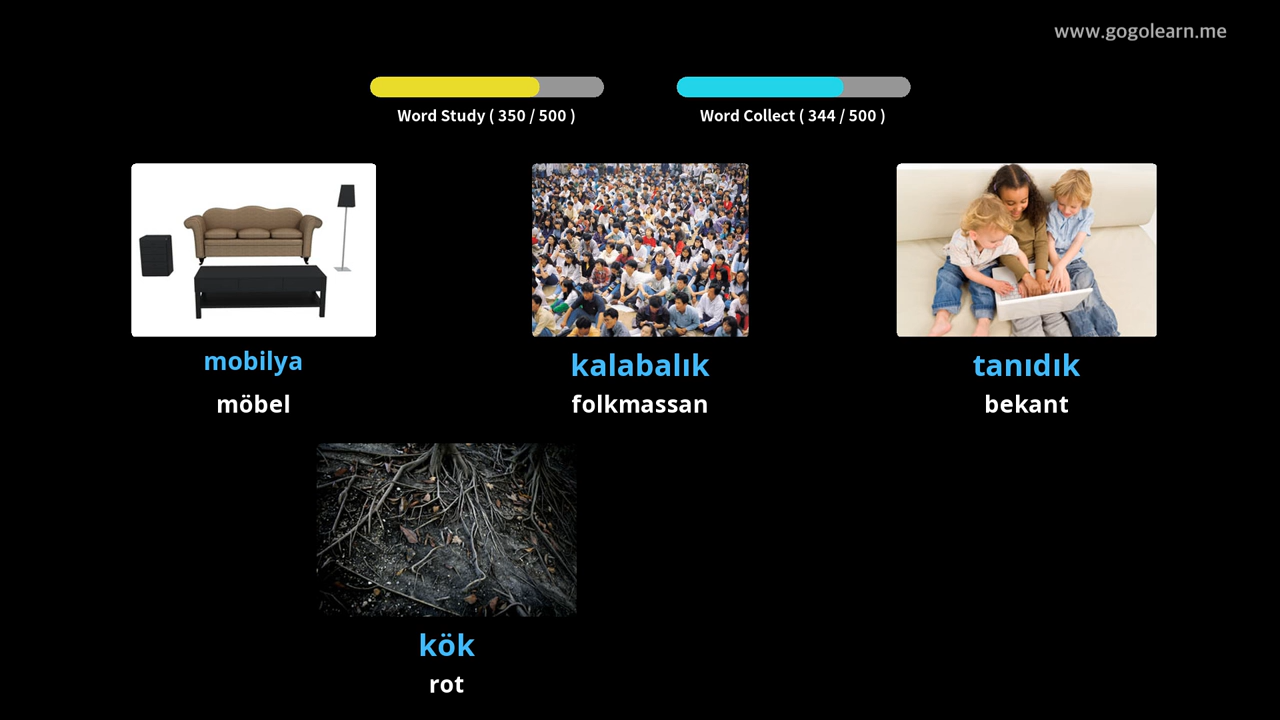 www.gogolearn.me
Word Study ( 350 / 500 )
Word Collect ( 344 / 500 )
mobilya
möbel
kalabalık
folkmassan
tanıdık
bekant
kök
rot